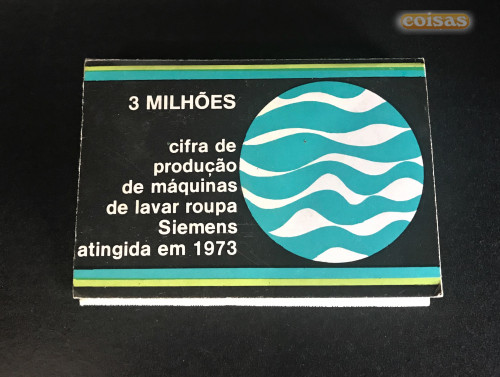 coisas
3 MILHÕES
cifra de
produção
de máquinas
de lavar roupa
Siemens
atingida em 1973